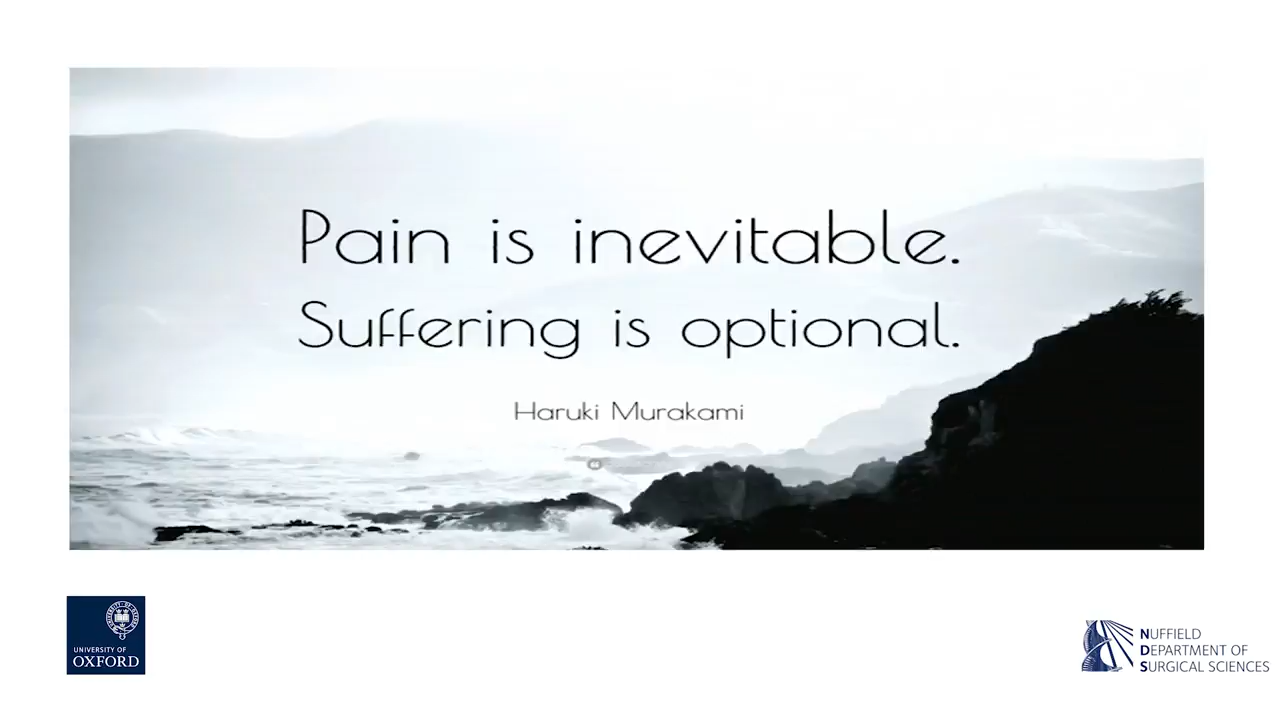 Pain is inevitable.
Suffering is optional.
Haruki Murakami
UNIVERSITY OF
OXFORD
NUFFIELD
DEPARTMENT OF
SURGICAL SCIENCES